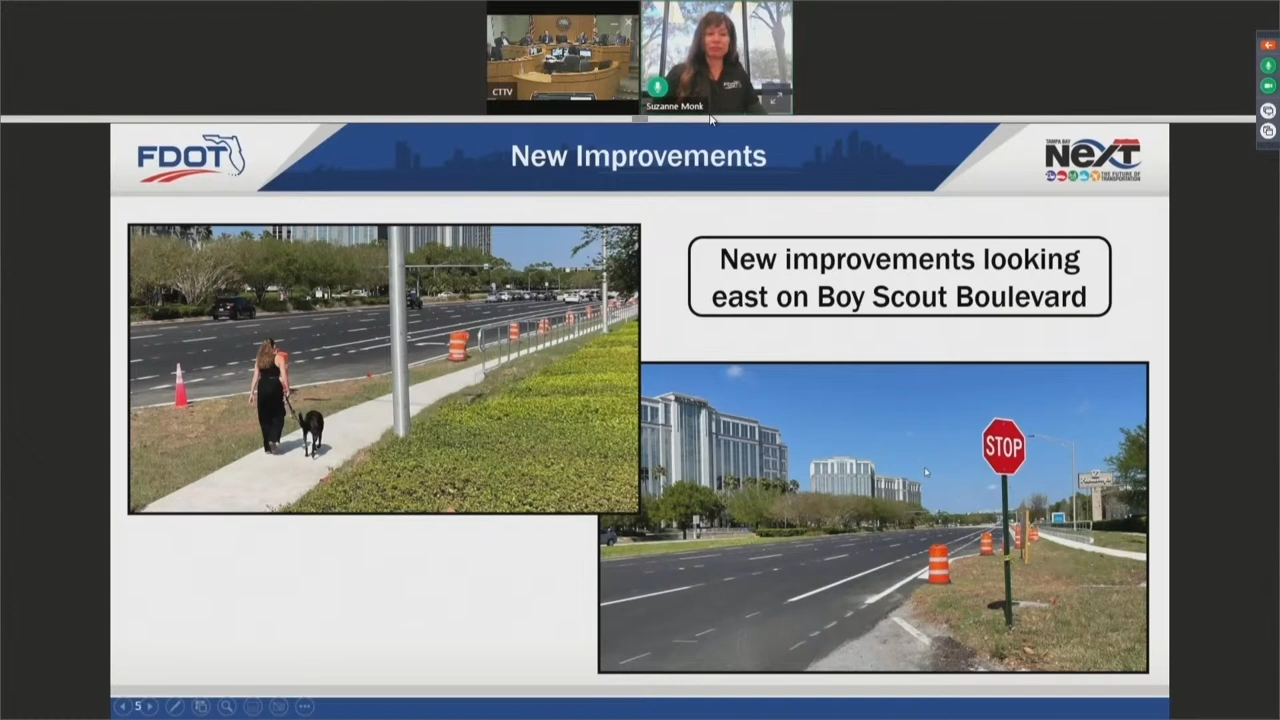 CTTV
Suzanne Monk
FDOT
New Improvements
TAMPA BAY
NeXT
THE FUTURE OF
TRANSPORTATION
New improvements looking
east on Boy Scout Boulevard
STOP
5